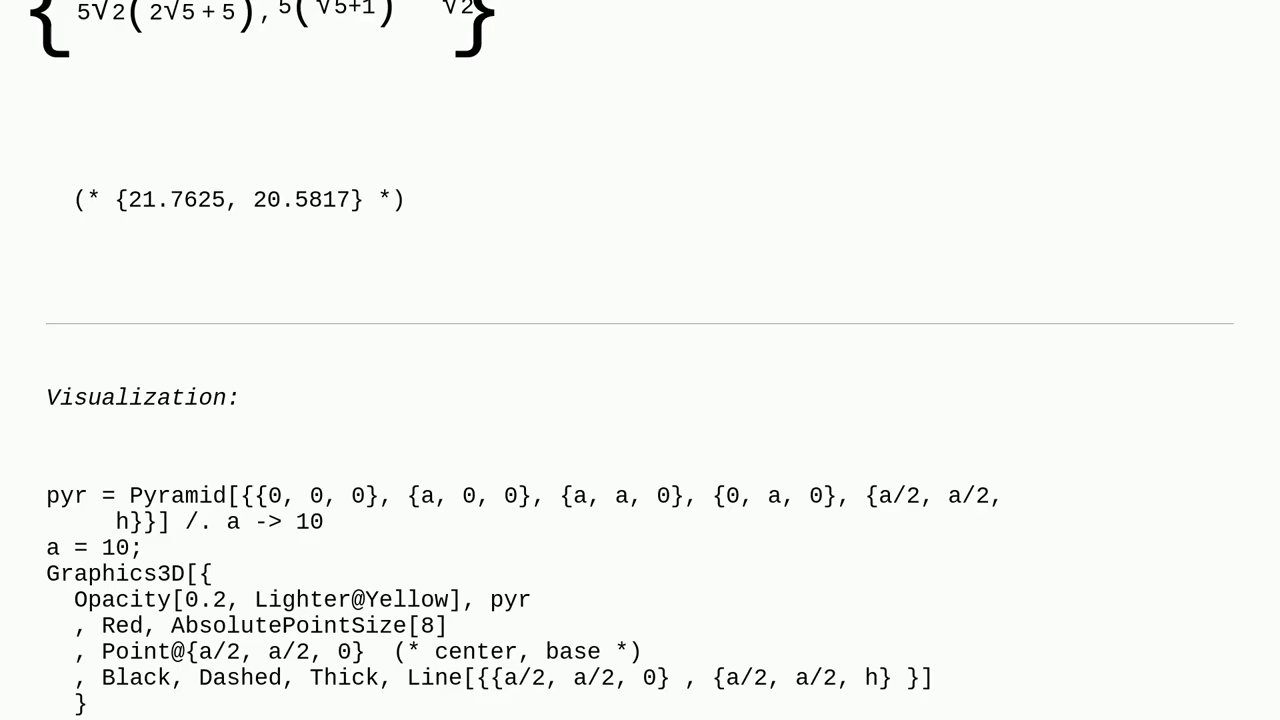 {5√2(2√5+5), 5(√5+1) √2}
(* {21.7625, 20.5817} *)
Visualization:
pyr = Pyramid[{{0, 0, 0}, {a, 0, 0}, {a, a, 0}, {0, a, 0}, {a/2, a/2,
h}}] /. a -> 10
a = 10;
Graphics3D[{
Opacity[0.2, Lighter@Yellow], pyr
, Red, AbsolutePointSize[8]
, Point@{a/2, a/2, 0}  (* center, base *)
, Black, Dashed, Thick, Line[{{a/2, a/2, 0} , {a/2, a/2, h} }]
}